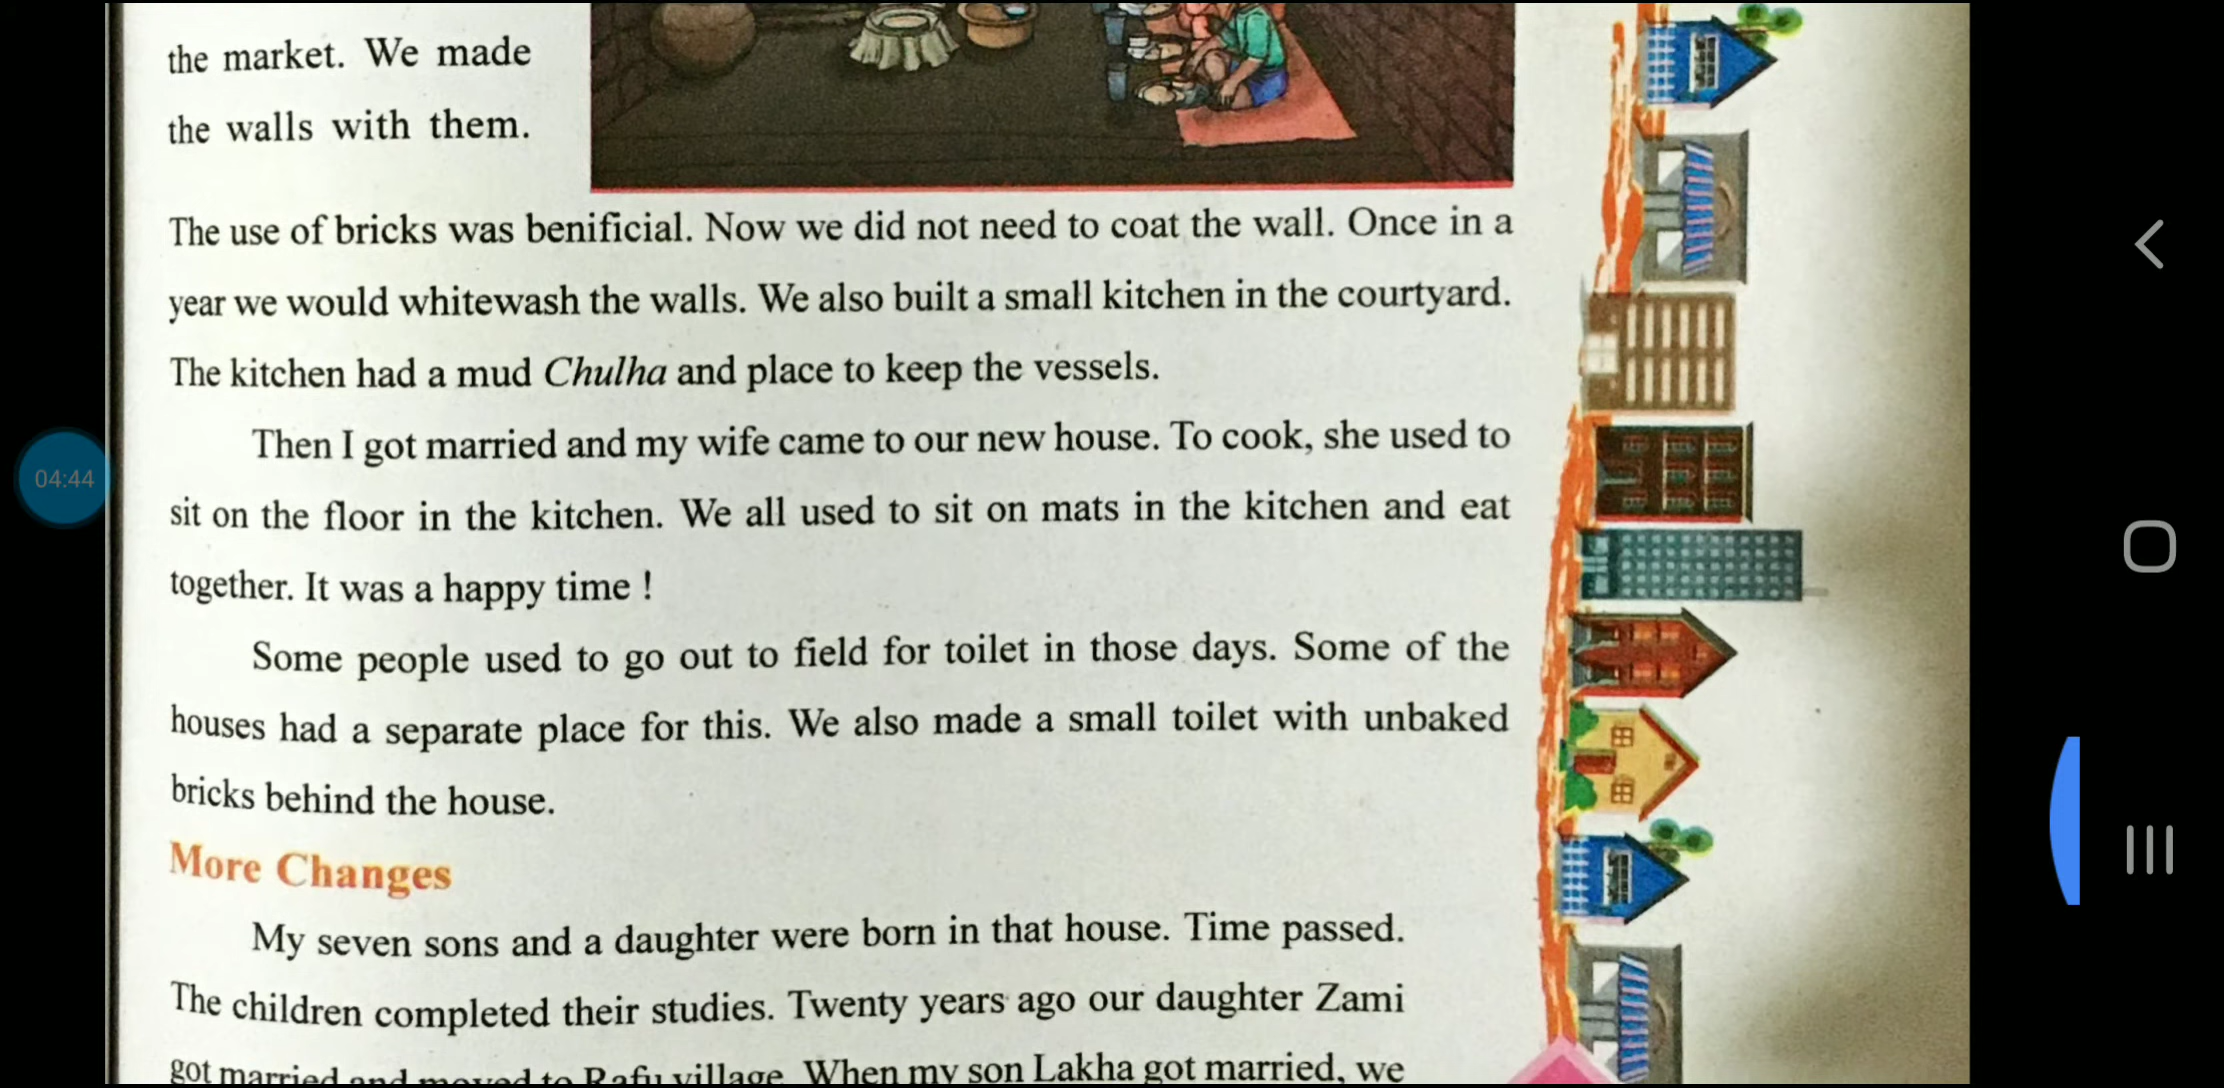 the market. We made
the walls with them.
The use of bricks was benificial. Now we did not need to coat the wall. Once in a
year we would whitewash the walls. We also built a small kitchen in the courtyard.
The kitchen had a mud Chulha and place to keep the vessels.
Then I got married and my wife came to our new house. To cook, she used to
sit on the floor in the kitchen. We all used to sit on mats in the kitchen and eat
together. It was a happy time !
Some people used to go out to field for toilet in those days. Some of the
houses had a separate place for this. We also made a small toilet with unbaked
bricks behind the house.
More Changes
My seven sons and a daughter were born in that house. Time passed.
The children completed their studies. Twenty years ago our daughter Zami
got married and moved to Rafu village. When my son Lakha got married, we
04:44